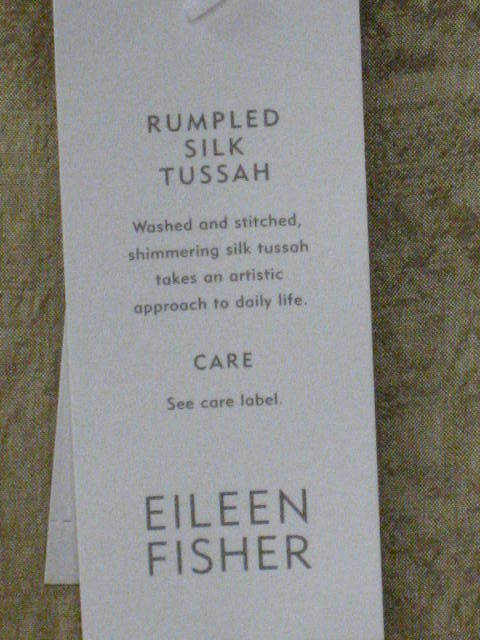 RUMPLED
SILK
TUSSAH
Washed and stitched,
shimmering silk tussah
takes an artistic
approach to daily life.
CARE
See care label.
EILEEN
FISHER